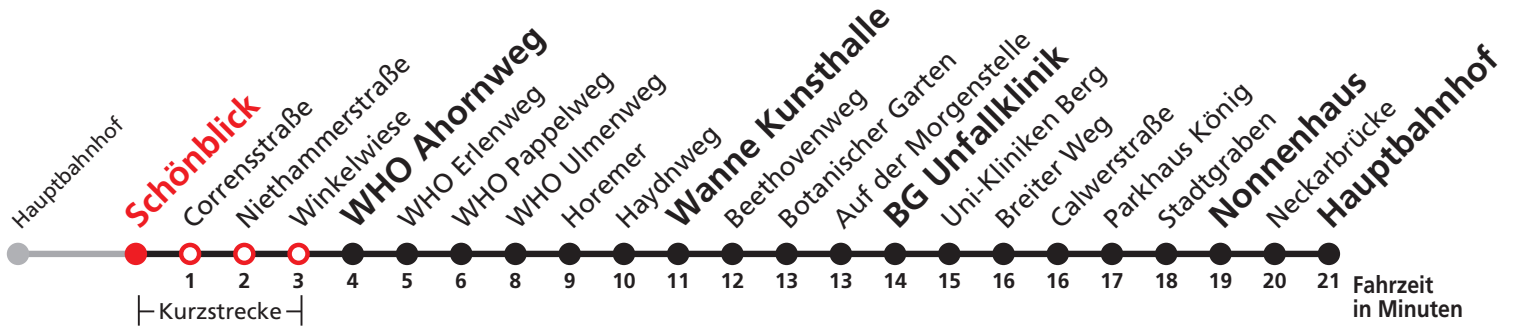 Hauptbahnhof
Schönblick
Corrensstraße
Niethammerstraße
Winkelwiese
WHO Ahornweg
WHO Erlenweg
WHO Pappelweg
WHO Ulmenweg
Horemer
Haydnweg
Wanne Kunsthalle
Beethovenweg
Botanischer Garten
Auf der Morgenstelle
BG Unfallklinik
Uni-Kliniken Berg
Breiter Weg
Calwerstraße
Parkhaus König
Stadtgraben
Nonnenhaus
Neckarbrücke
Hauptbahnhof
1 2 3 4 5 6 8 9 10 11 12 13 13 14 15 16 16 17 18 19 20 21
Fahrzeit
in Minuten
Kurzstrecke